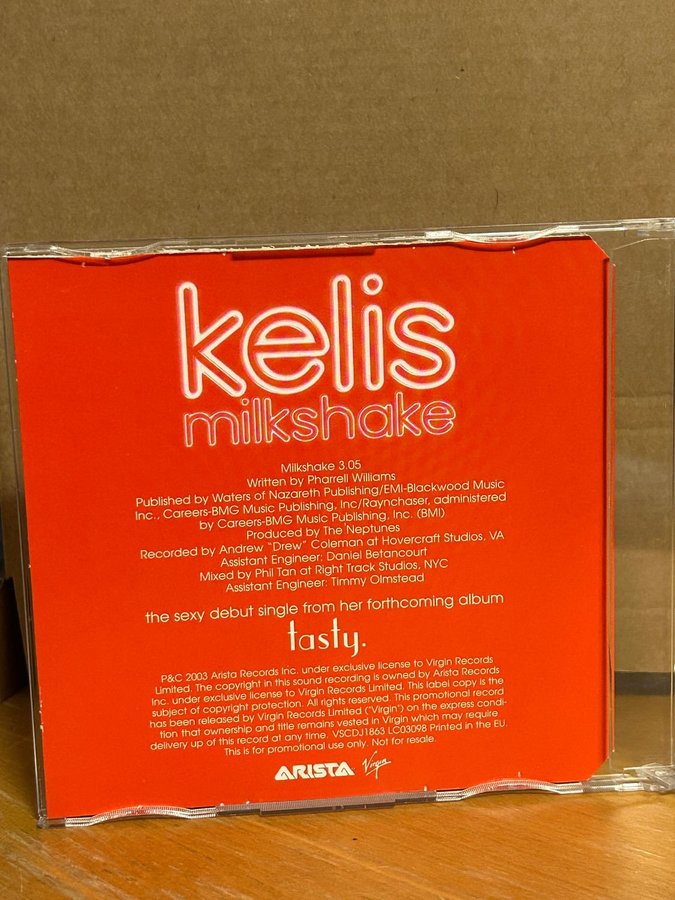 kelis
milkshake
Milkshake 3.05
Written by Pharrell Williams
Published by Waters of Nazareth Publishing/EMI-Blackwood Music
Inc., Careers-BMG Music Publishing, Inc/Raynchaser, administered
by Careers-BMG Music Publishing, Inc. (BMI)
Produced by The Neptunes
Recorded by Andrew "Drew" Coleman at Hovercraft Studios, VA
Assistant Engineer: Daniel Betancourt
Mixed by Phil Tan at Right Track Studios, NYC
Assistant Engineer: Timmy Olmstead
the sexy debut single from her forthcoming album
tasty.
P&C 2003 Arista Records Inc. under exclusive license to Virgin Records
Limited. The copyright in this sound recording is owned by Arista Records
Inc. under exclusive license to Virgin Records Limited. This label copy is the
subject of copyright protection. All rights reserved. This promotional record
has been released by Virgin Records Limited ("Virgin") on the express condi-
tion that ownership and title remains vested in Virgin which may require
delivery up of this record at any time. VSCDJ1863 LC03098 Printed in the EU.
This is for promotional use only. Not for resale.
ARISTA Virgin